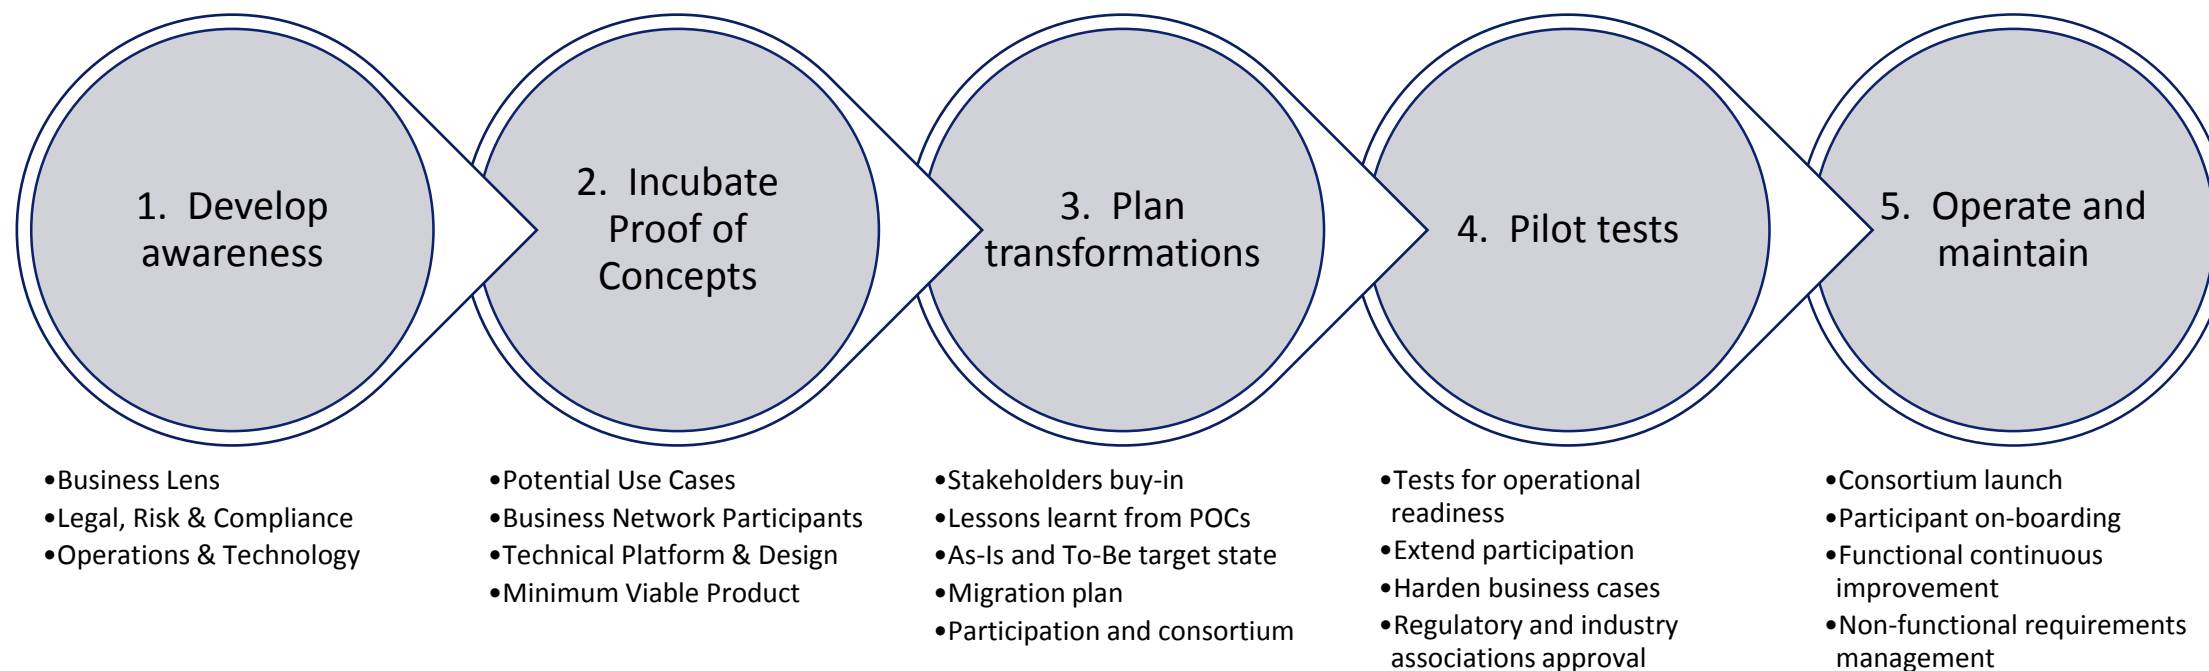 1.  Develop
awareness
2.  Incubate
Proof of
Concepts
3.  Plan
transformations
4.  Pilot tests
5.  Operate and
maintain
•Business Lens
•Legal, Risk & Compliance
•Operations & Technology
•Potential Use Cases
•Business Network Participants
•Technical Platform & Design
•Minimum Viable Product
•Stakeholders buy-in
•Lessons learnt from POCs
•As-Is and To-Be target state
•Migration plan
•Participation and consortium
•Tests for operational
readiness
•Extend participation
•Harden business cases
•Regulatory and industry
associations approval
•Consortium launch
•Participant on-boarding
•Functional continuous
improvement
•Non-functional requirements
management